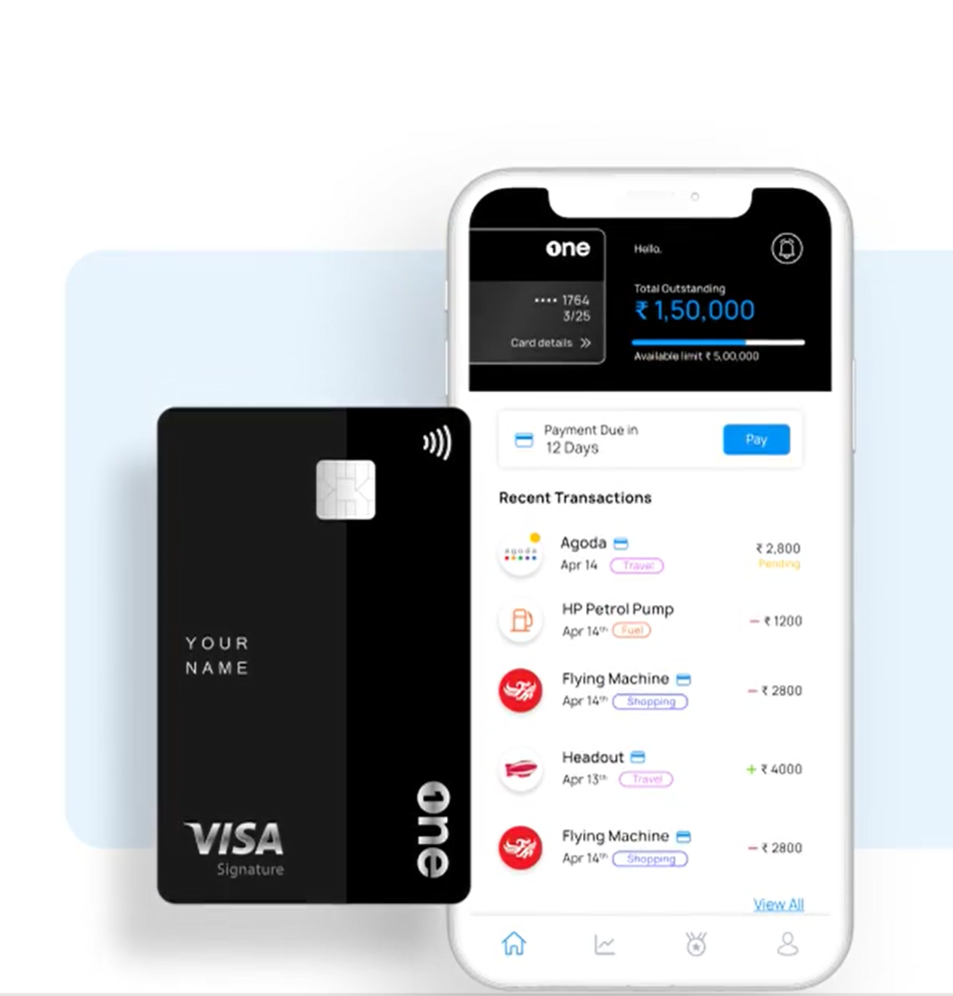 one
Hello.
Total Outstanding
₹ 1,50,000
•••• 1764
3/25
Card details »
Available limit ₹ 5,00,000
Payment Due in
12 Days
Pay
Recent Transactions
agoda
Agoda
₹ 2,800
Apr 14 Travel
Pending
HP Petrol Pump
Apr 14th Fuel
– ₹ 1200
Flying Machine
Apr 14th Shopping
– ₹ 2800
Headout
Apr 13th Travel
+ ₹ 4000
Flying Machine
Apr 14th Shopping
– ₹ 2800
View All
YOUR
NAME
VISA
Signature
one